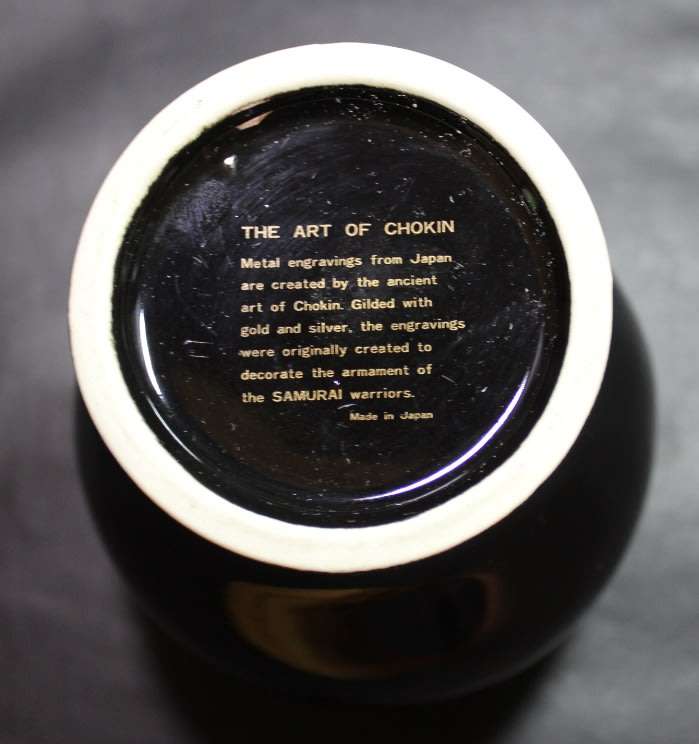 THE ART OF CHOKIN
Metal engravings from Japan
are created by the ancient
art of Chokin. Gilded with
gold and silver, the engravings
were originally created to
decorate the armament of
the SAMURAI warriors.
Made in Japan